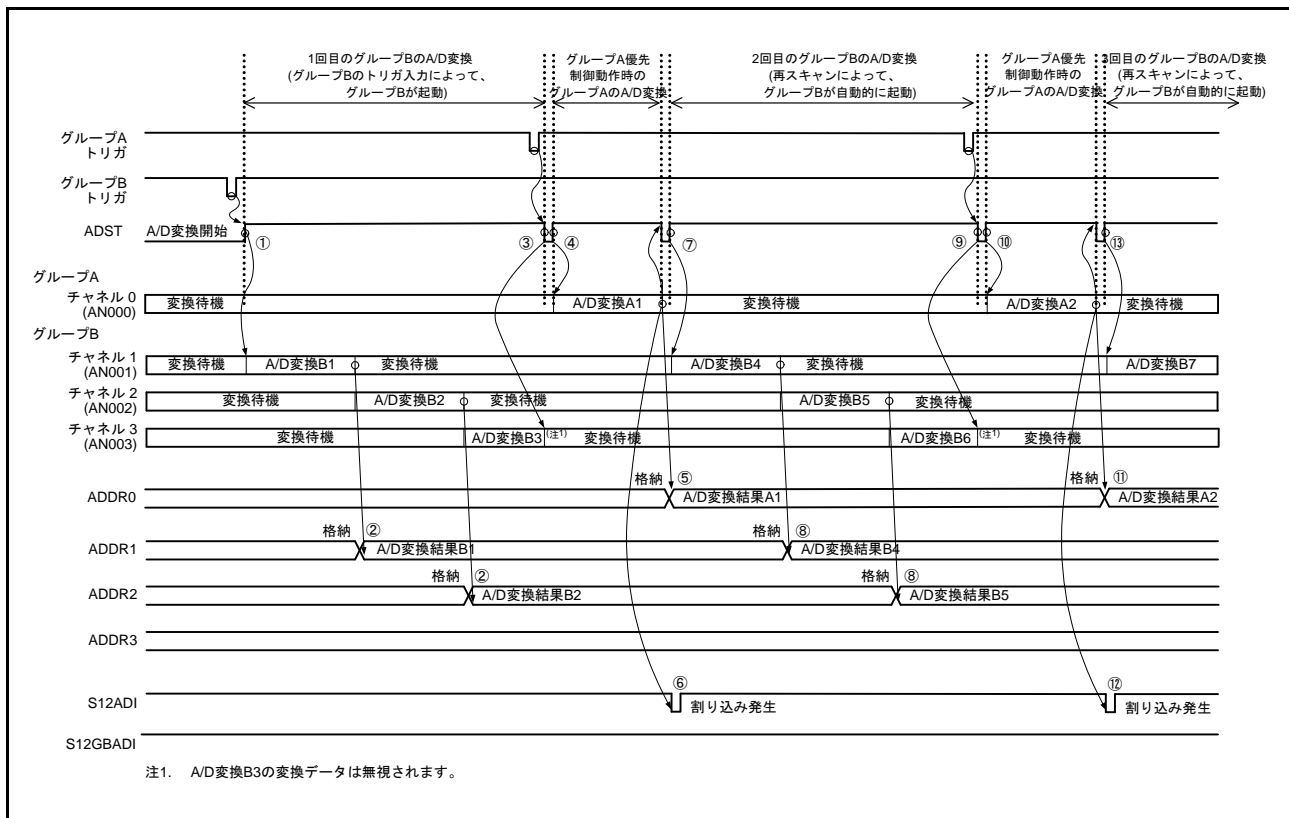 1回目のグループBのA/D変換
(グループBのトリガ入力によって、
グループBが起動)
グループA優先
制御動作時の
グループAのA/D変換
2回目のグループBのA/D変換
(再スキャンによって、
グループBが自動的に起動)
グループA優先
制御動作時の
グループAのA/D変換
3回目のグループBのA/D変換
(再スキャンによって、
グループBが自動的に起動)
グループA
トリガ
グループB
トリガ
ADST A/D変換開始 ① ③ ④ ⑦ ⑨ ⑩ ⑬
グループA
チャネル 0
(AN000)
変換待機 A/D変換A1 変換待機 A/D変換A2 変換待機
グループB
チャネル 1
(AN001)
変換待機 A/D変換B1 変換待機 A/D変換B4 変換待機 A/D変換B7
チャネル 2
(AN002)
変換待機 A/D変換B2 変換待機 A/D変換B5 変換待機
チャネル 3
(AN003)
変換待機 A/D変換B3 (注1) 変換待機 A/D変換B6 (注1) 変換待機
格納 ⑤ 格納 ⑪
ADDR0 A/D変換結果A1 A/D変換結果A2
格納 ② 格納 ⑧
ADDR1 A/D変換結果B1 A/D変換結果B4
格納 ② 格納 ⑧
ADDR2 A/D変換結果B2 A/D変換結果B5
ADDR3
⑥ ⑫
S12ADI 割り込み発生 割り込み発生
S12GBADI
注1. A/D変換B3の変換データは無視されます。